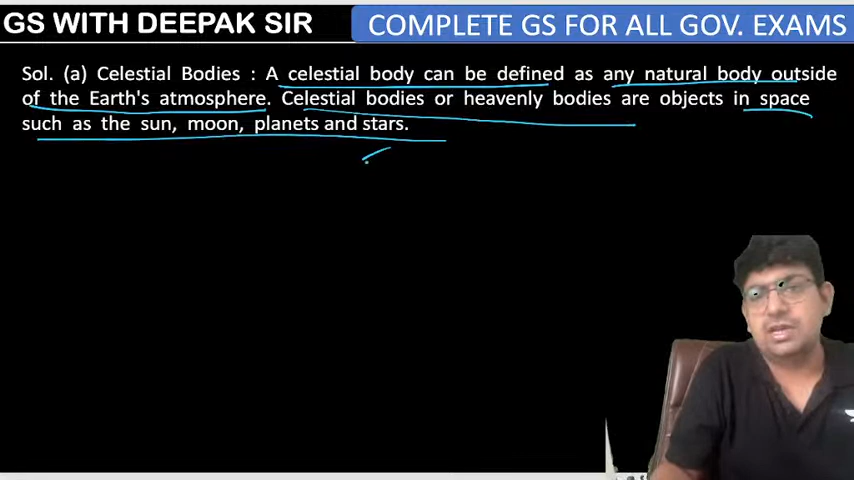 GS WITH DEEPAK SIR
COMPLETE GS FOR ALL GOV. EXAMS
Sol. (a) Celestial Bodies : A celestial body can be defined as any natural body outside
of the Earth's atmosphere. Celestial bodies or heavenly bodies are objects in space
such as the sun, moon, planets and stars.